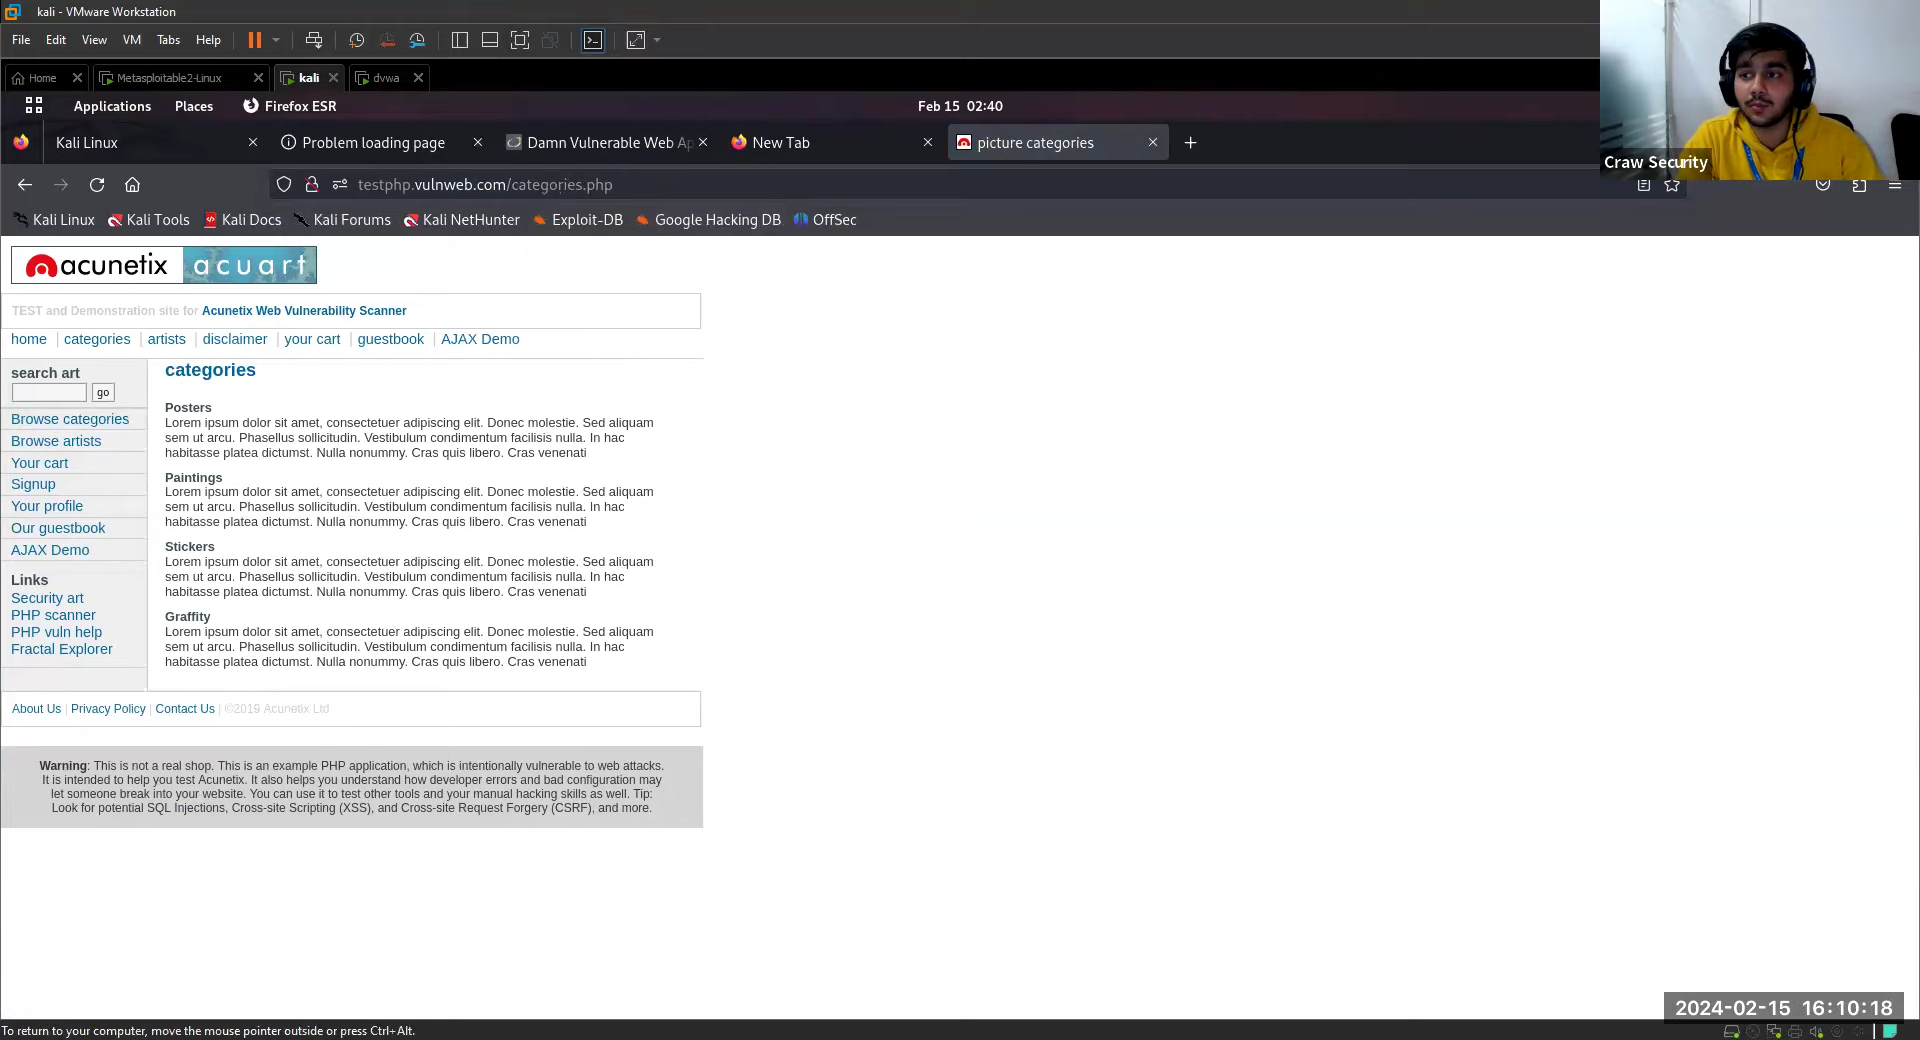 kali - VMware Workstation
File Edit View VM Tabs Help
Home Metasploitable2-Linux kali dvwa
Applications Places Firefox ESR Feb 15 02:40
Kali Linux Problem loading page Damn Vulnerable Web Ap New Tab picture categories
Craw Security
testphp.vulnweb.com/categories.php
Kali Linux Kali Tools Kali Docs Kali Forums Kali NetHunter Exploit-DB Google Hacking DB OffSec
acunetix acuart
TEST and Demonstration site for Acunetix Web Vulnerability Scanner
home | categories | artists | disclaimer | your cart | guestbook | AJAX Demo
search art
go
Browse categories
Browse artists
Your cart
Signup
Your profile
Our guestbook
AJAX Demo
Links
Security art
PHP scanner
PHP vuln help
Fractal Explorer
categories
Posters
Lorem ipsum dolor sit amet, consectetuer adipiscing elit. Donec molestie. Sed aliquam
sem ut arcu. Phasellus sollicitudin. Vestibulum condimentum facilisis nulla. In hac
habitasse platea dictumst. Nulla nonummy. Cras quis libero. Cras venenati
Paintings
Lorem ipsum dolor sit amet, consectetuer adipiscing elit. Donec molestie. Sed aliquam
sem ut arcu. Phasellus sollicitudin. Vestibulum condimentum facilisis nulla. In hac
habitasse platea dictumst. Nulla nonummy. Cras quis libero. Cras venenati
Stickers
Lorem ipsum dolor sit amet, consectetuer adipiscing elit. Donec molestie. Sed aliquam
sem ut arcu. Phasellus sollicitudin. Vestibulum condimentum facilisis nulla. In hac
habitasse platea dictumst. Nulla nonummy. Cras quis libero. Cras venenati
Graffity
Lorem ipsum dolor sit amet, consectetuer adipiscing elit. Donec molestie. Sed aliquam
sem ut arcu. Phasellus sollicitudin. Vestibulum condimentum facilisis nulla. In hac
habitasse platea dictumst. Nulla nonummy. Cras quis libero. Cras venenati
About Us | Privacy Policy | Contact Us | ©2019 Acunetix Ltd
Warning: This is not a real shop. This is an example PHP application, which is intentionally vulnerable to web attacks.
It is intended to help you test Acunetix. It also helps you understand how developer errors and bad configuration may
let someone break into your website. You can use it to test other tools and your manual hacking skills as well. Tip:
Look for potential SQL Injections, Cross-site Scripting (XSS), and Cross-site Request Forgery (CSRF), and more.
2024-02-15 16:10:18
To return to your computer, move the mouse pointer outside or press Ctrl+Alt.